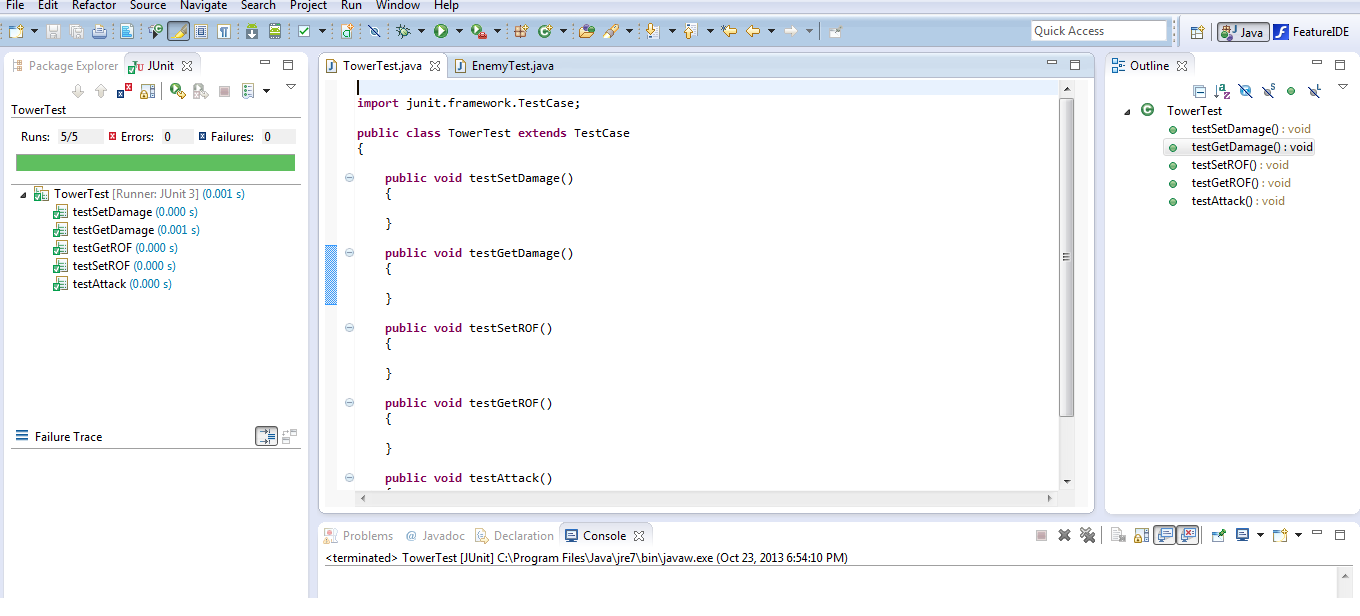 File Edit Refactor Source Navigate Search Project Run Window Help
Quick Access
Java
FeatureIDE
Package Explorer
JUnit
TowerTest
Runs: 5/5 Errors: 0 Failures: 0
TowerTest [Runner: JUnit 3] (0.001 s)
testSetDamage (0.000 s)
testGetDamage (0.001 s)
testGetROF (0.000 s)
testSetROF (0.000 s)
testAttack (0.000 s)
Failure Trace
TowerTest.java
EnemyTest.java
import junit.framework.TestCase;
public class TowerTest extends TestCase
{
public void testSetDamage()
{
}
public void testGetDamage()
{
}
public void testSetROF()
{
}
public void testGetROF()
{
}
public void testAttack()
Outline
TowerTest
testSetDamage() : void
testGetDamage() : void
testSetROF() : void
testGetROF() : void
testAttack() : void
Problems
@ Javadoc
Declaration
Console
<terminated> TowerTest [JUnit] C:\Program Files\Java\jre7\bin\javaw.exe (Oct 23, 2013 6:54:10 PM)